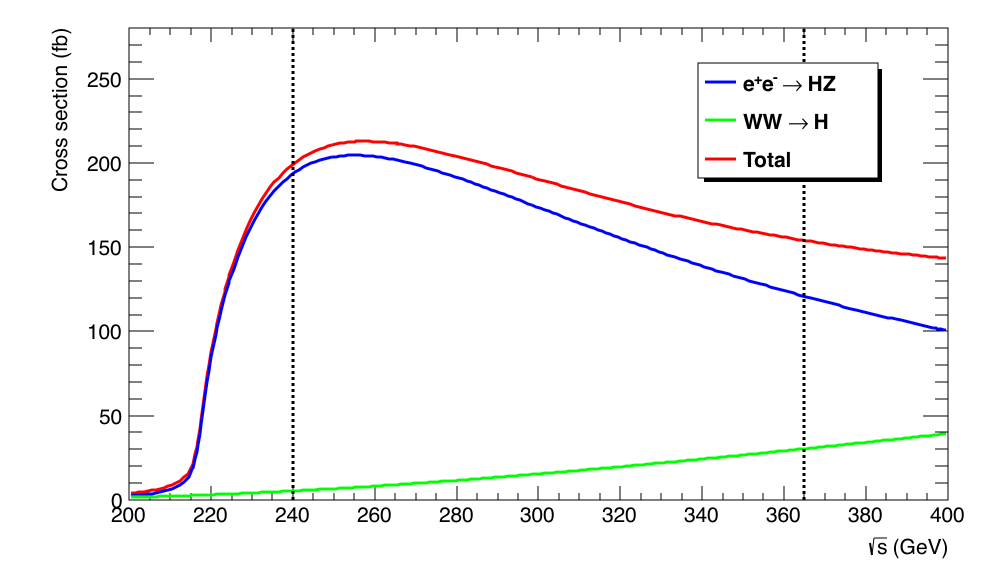 Cross section (fb)
250
200
150
100
50
0
e⁺e⁻ → HZ
WW → H
Total
200 220 240 260 280 300 320 340 360 380 400
√s (GeV)